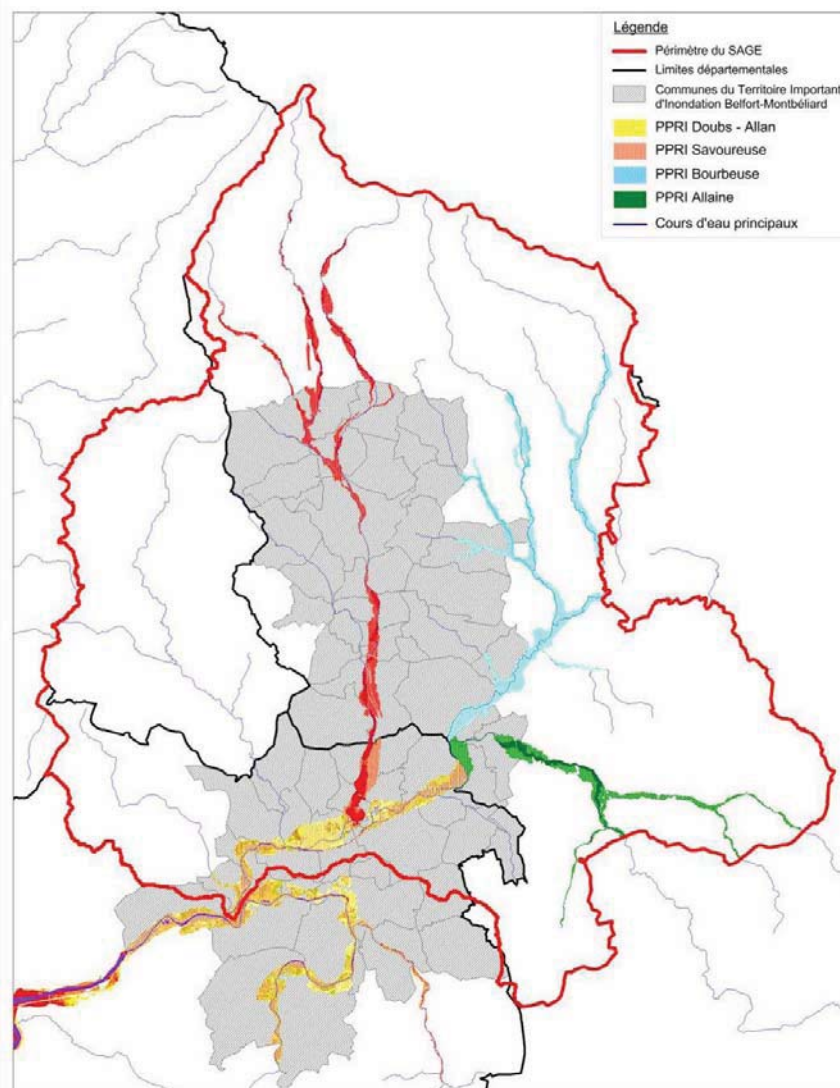 Légende
Périmètre du SAGE
Limites départementales
Communes du Territoire Important
d'Inondation Belfort-Montbéliard
PPRI Doubs - Allan
PPRI Savoureuse
PPRI Bourbeuse
PPRI Allaine
Cours d'eau principaux